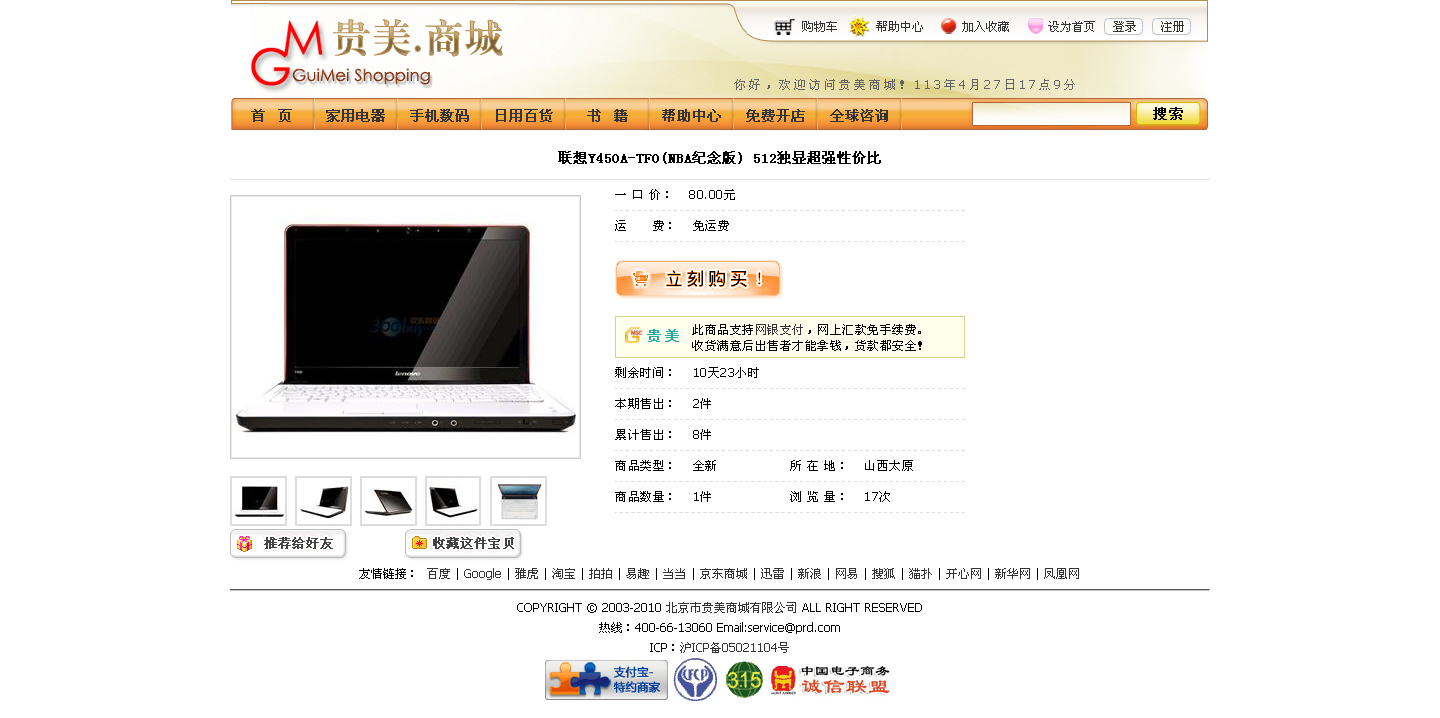 GM 贵美.商城
GuiMei Shopping
购物车 帮助中心 加入收藏 设为首页 登录 注册
你好，欢迎访问贵美商城！113年4月27日17点9分
首 页 家用电器 手机数码 日用百货 书 籍 帮助中心 免费开店 全球咨询 搜索
联想Y450A-TFO(NBA纪念版) 512独显超强性价比
一 口 价： 80.00元
运 费： 免运费
立刻购买！
贵美 此商品支持网银支付，网上汇款免手续费。
收货满意后出售者才能拿钱，货款都安全！
剩余时间： 10天23小时
本期售出： 2件
累计售出： 8件
商品类型： 全新 所 在 地： 山西太原
商品数量： 1件 浏 览 量： 17次
lenovo
推荐给好友 收藏这件宝贝
友情链接： 百度 | Google | 雅虎 | 淘宝 | 拍拍 | 易趣 | 当当 | 京东商城 | 迅雷 | 新浪 | 网易 | 搜狐 | 猫扑 | 开心网 | 新华网 | 凤凰网
COPYRIGHT © 2003-2010 北京市贵美商城有限公司 ALL RIGHT RESERVED
热线：400-66-13060 Email:service@prd.com
ICP：沪ICP备05021104号
支付宝-
特约商家
315
中国电子商务
诚信联盟